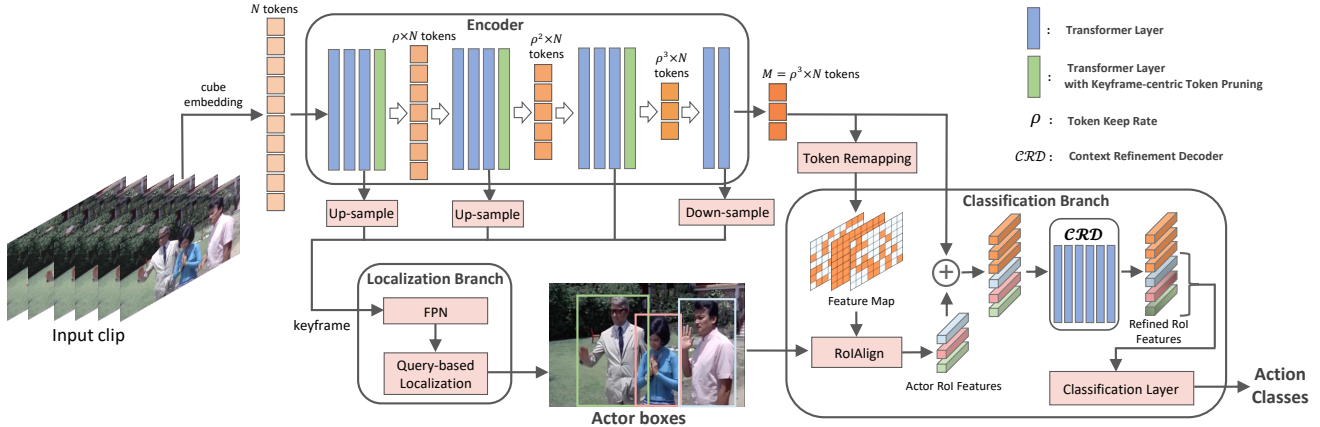 N tokens
Encoder
ρ×N tokens
ρ² × N
tokens
ρ³×N
tokens
M = ρ³×N tokens
cube
embedding
: Transformer Layer
: Transformer Layer
with Keyframe-centric Token Pruning
ρ : Token Keep Rate
CRD : Context Refinement Decoder
Token Remapping
Up-sample
Up-sample
Down-sample
Classification Branch
CRD
Localization Branch
FPN
keyframe
Query-based
Localization
Input clip
Actor boxes
Feature Map
+
RoIAlign
Actor RoI Features
Refined RoI
Features
Classification Layer
Action
Classes